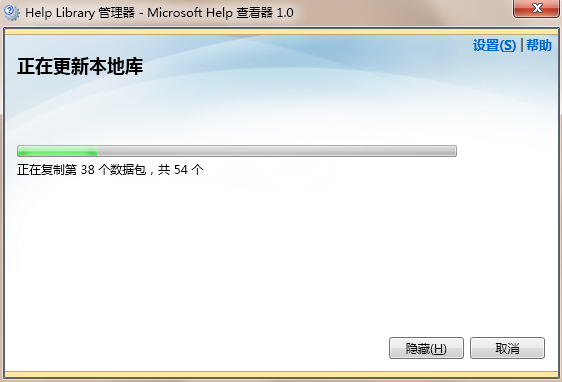 Help Library 管理器 - Microsoft Help 查看器 1.0
设置(S) | 帮助
正在更新本地库
正在复制第 38 个数据包，共 54 个
隐藏(H) 取消